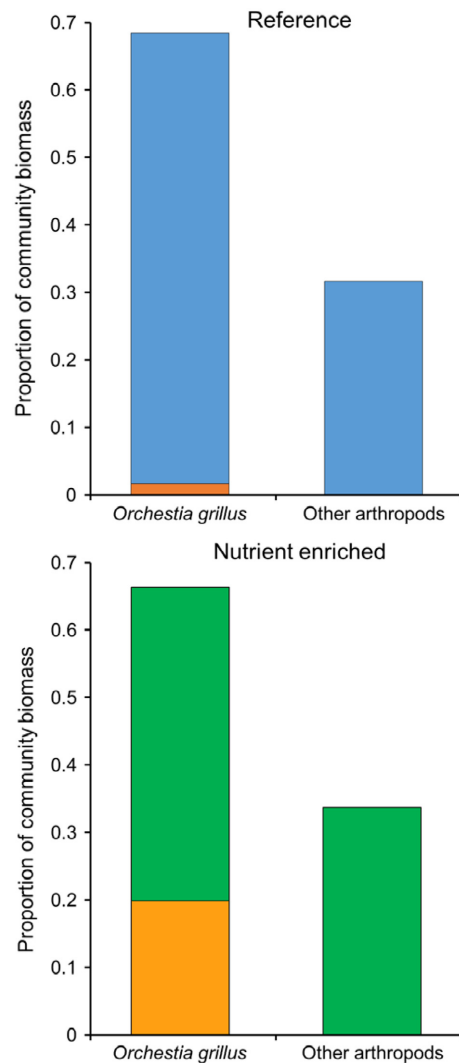 Reference
Proportion of community biomass
0.7
0.6
0.5
0.4
0.3
0.2
0.1
0
Orchestia grillus
Other arthropods
Nutrient enriched
Proportion of community biomass
0.7
0.6
0.5
0.4
0.3
0.2
0.1
0
Orchestia grillus
Other arthropods